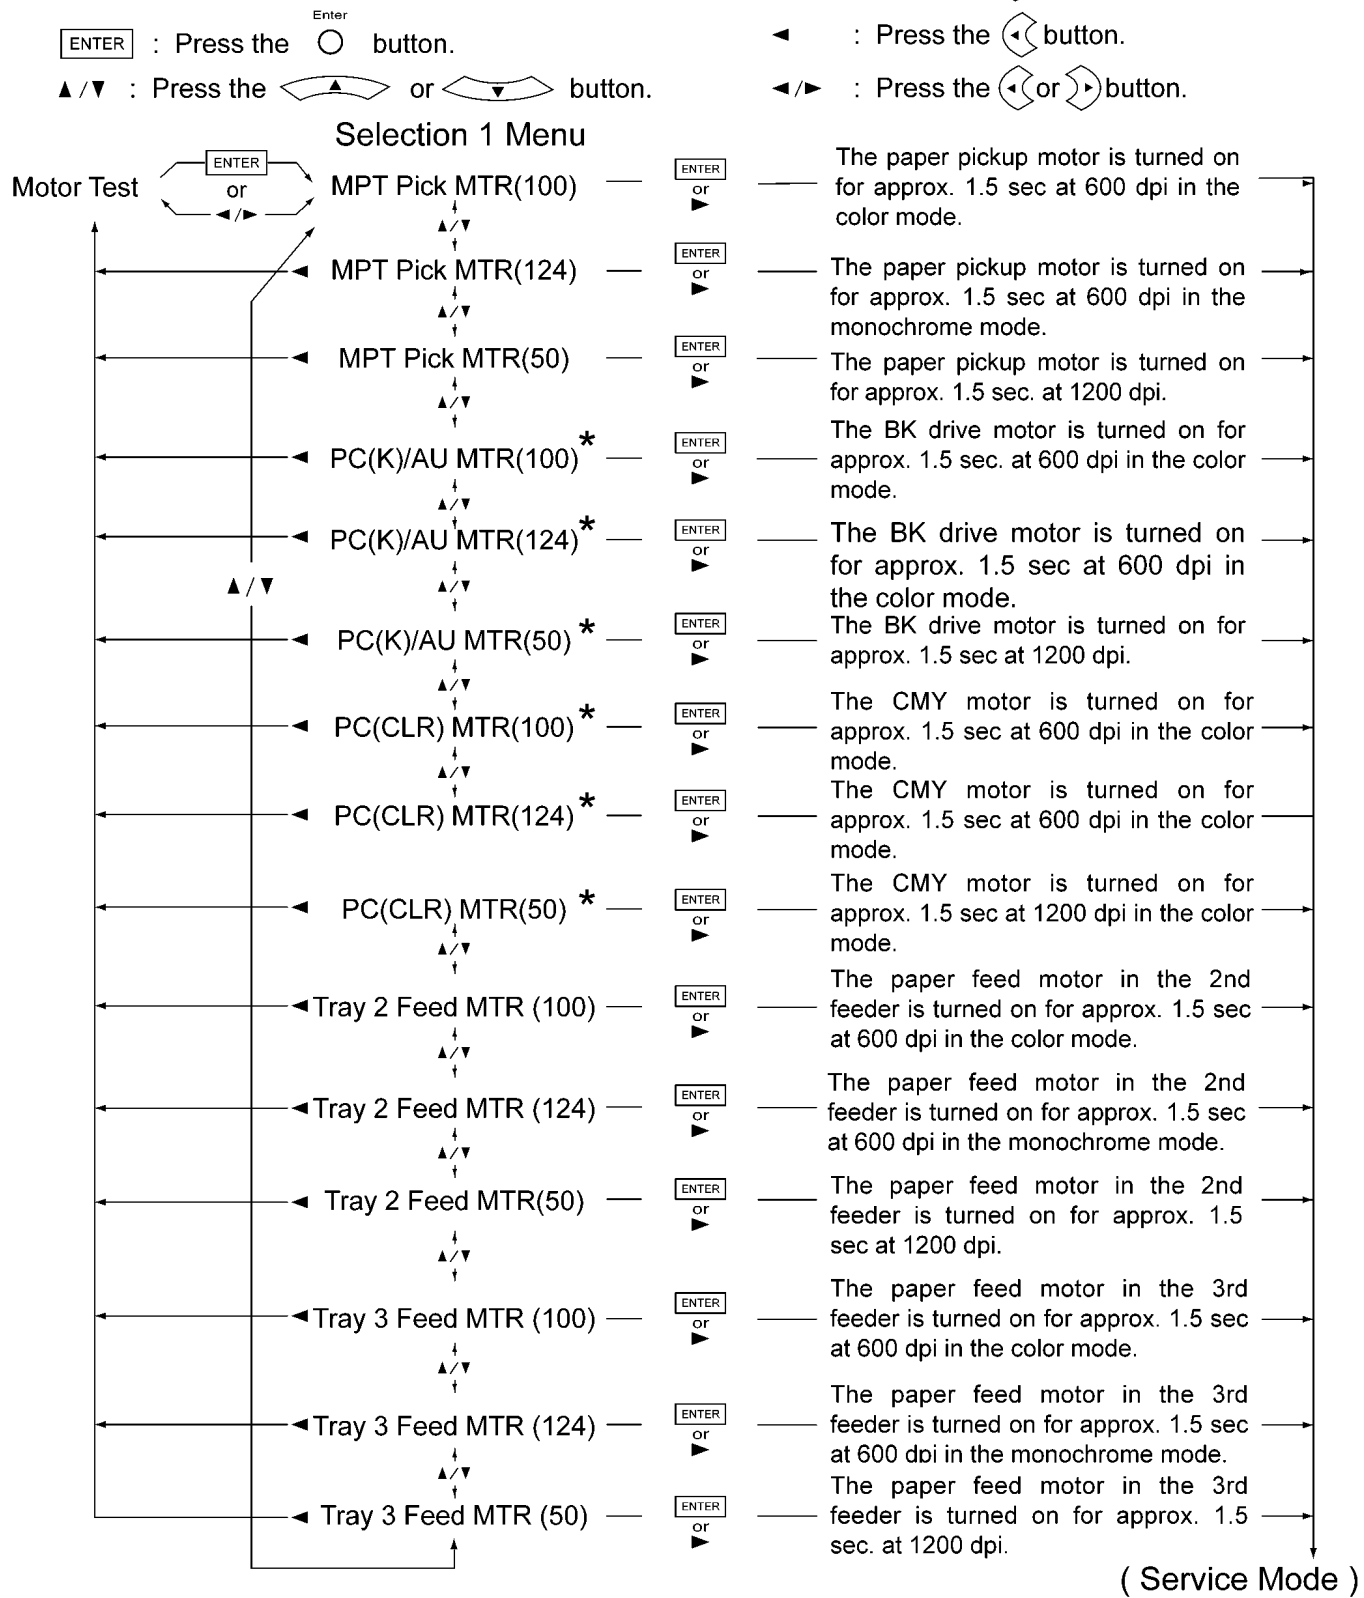 Enter
ENTER : Press the button.
◄ : Press the button.
▲/▼ : Press the or button.
◄/► : Press the or button.
Selection 1 Menu
Motor Test
ENTER
or
◄/►
MPT Pick MTR(100)
ENTER
or
►
The paper pickup motor is turned on
for approx. 1.5 sec at 600 dpi in the
color mode.
▲/▼
◄ MPT Pick MTR(124)
ENTER
or
►
The paper pickup motor is turned on
for approx. 1.5 sec at 600 dpi in the
monochrome mode.
▲/▼
◄ MPT Pick MTR(50)
ENTER
or
►
The paper pickup motor is turned on
for approx. 1.5 sec. at 1200 dpi.
▲/▼
◄ PC(K)/AU MTR(100)*
ENTER
or
►
The BK drive motor is turned on for
approx. 1.5 sec. at 600 dpi in the color
mode.
▲/▼
◄ PC(K)/AU MTR(124)*
ENTER
or
►
The BK drive motor is turned on
for approx. 1.5 sec at 600 dpi in
the color mode.
▲/▼
▲/▼
◄ PC(K)/AU MTR(50)*
ENTER
or
►
The BK drive motor is turned on for
approx. 1.5 sec at 1200 dpi.
▲/▼
◄ PC(CLR) MTR(100)*
ENTER
or
►
The CMY motor is turned on for
approx. 1.5 sec at 600 dpi in the color
mode.
▲/▼
◄ PC(CLR) MTR(124)*
ENTER
or
►
The CMY motor is turned on for
approx. 1.5 sec at 600 dpi in the color
mode.
◄ PC(CLR) MTR(50) *
ENTER
or
►
The CMY motor is turned on for
approx. 1.5 sec at 1200 dpi in the color
mode.
▲/▼
◄ Tray 2 Feed MTR (100)
ENTER
or
►
The paper feed motor in the 2nd
feeder is turned on for approx. 1.5 sec
at 600 dpi in the color mode.
▲/▼
◄ Tray 2 Feed MTR (124)
ENTER
or
►
The paper feed motor in the 2nd
feeder is turned on for approx. 1.5 sec
at 600 dpi in the monochrome mode.
▲/▼
◄ Tray 2 Feed MTR(50)
ENTER
or
►
The paper feed motor in the 2nd
feeder is turned on for approx. 1.5
sec at 1200 dpi.
▲/▼
◄ Tray 3 Feed MTR (100)
ENTER
or
►
The paper feed motor in the 3rd
feeder is turned on for approx. 1.5 sec
at 600 dpi in the color mode.
▲/▼
◄ Tray 3 Feed MTR (124)
ENTER
or
►
The paper feed motor in the 3rd
feeder is turned on for approx. 1.5 sec
at 600 dpi in the monochrome mode.
▲/▼
◄ Tray 3 Feed MTR (50)
ENTER
or
►
The paper feed motor in the 3rd
feeder is turned on for approx. 1.5
sec. at 1200 dpi.
( Service Mode )